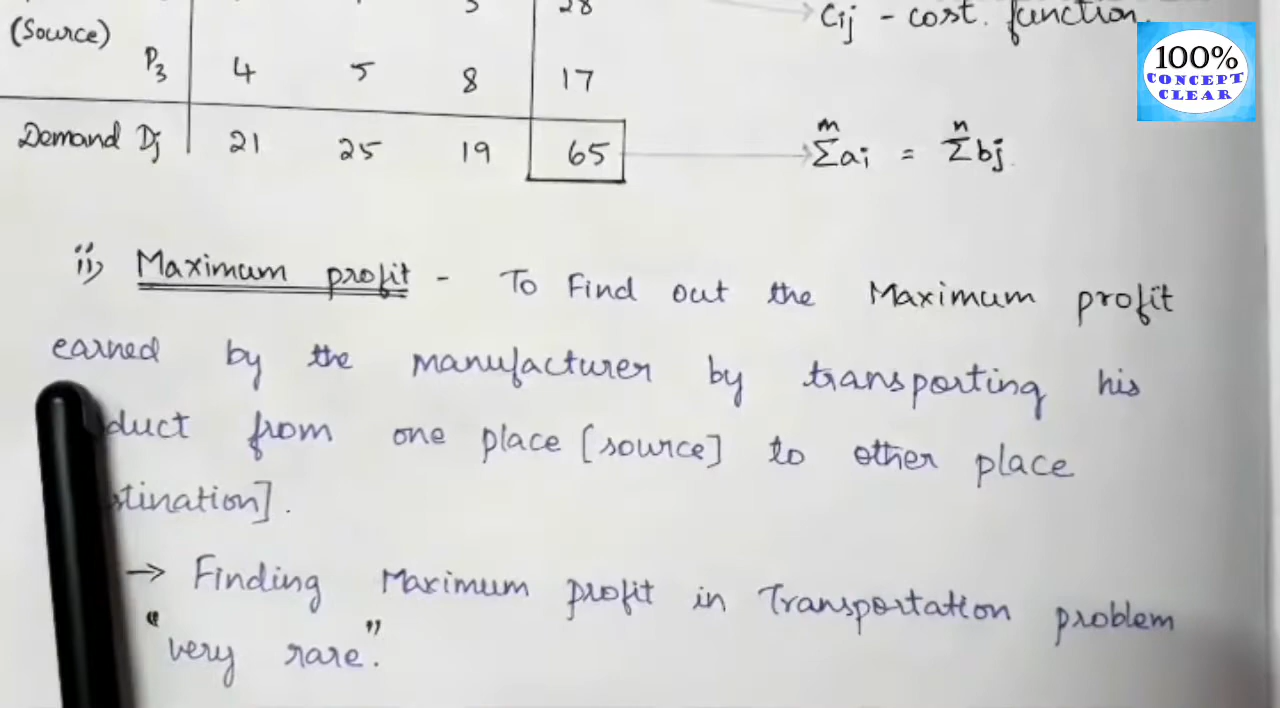 3 28
(Source)
P3 4 5 8 17
Demand Dj 21 25 19 65
Cij - cost. function.
100%
CONCEPT
CLEAR
m n
Σai = Σbj
ii) Maximum profit - To Find out the Maximum profit
earned by the manufacturer by transporting his
duct from one place [source] to other place
stination].
→ Finding Maximum profit in Transportation problem
"very rare".